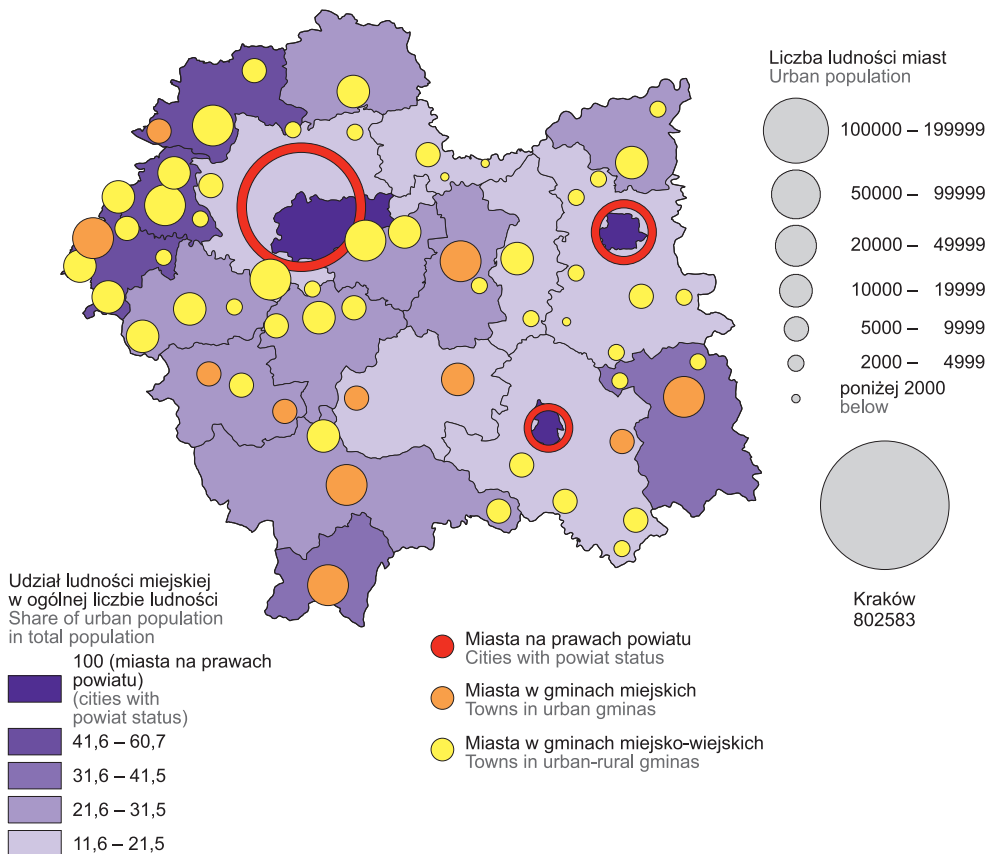 Liczba ludności miast
Urban population
100000 – 199999
50000 – 99999
20000 – 49999
10000 – 19999
5000 – 9999
2000 – 4999
poniżej 2000
below
Kraków
802583
Udział ludności miejskiej
w ogólnej liczbie ludności
Share of urban population
in total population
100 (miasta na prawach
powiatu)
(cities with
powiat status)
41,6 – 60,7
31,6 – 41,5
21,6 – 31,5
11,6 – 21,5
Miasta na prawach powiatu
Cities with powiat status
Miasta w gminach miejskich
Towns in urban gminas
Miasta w gminach miejsko-wiejskich
Towns in urban-rural gminas